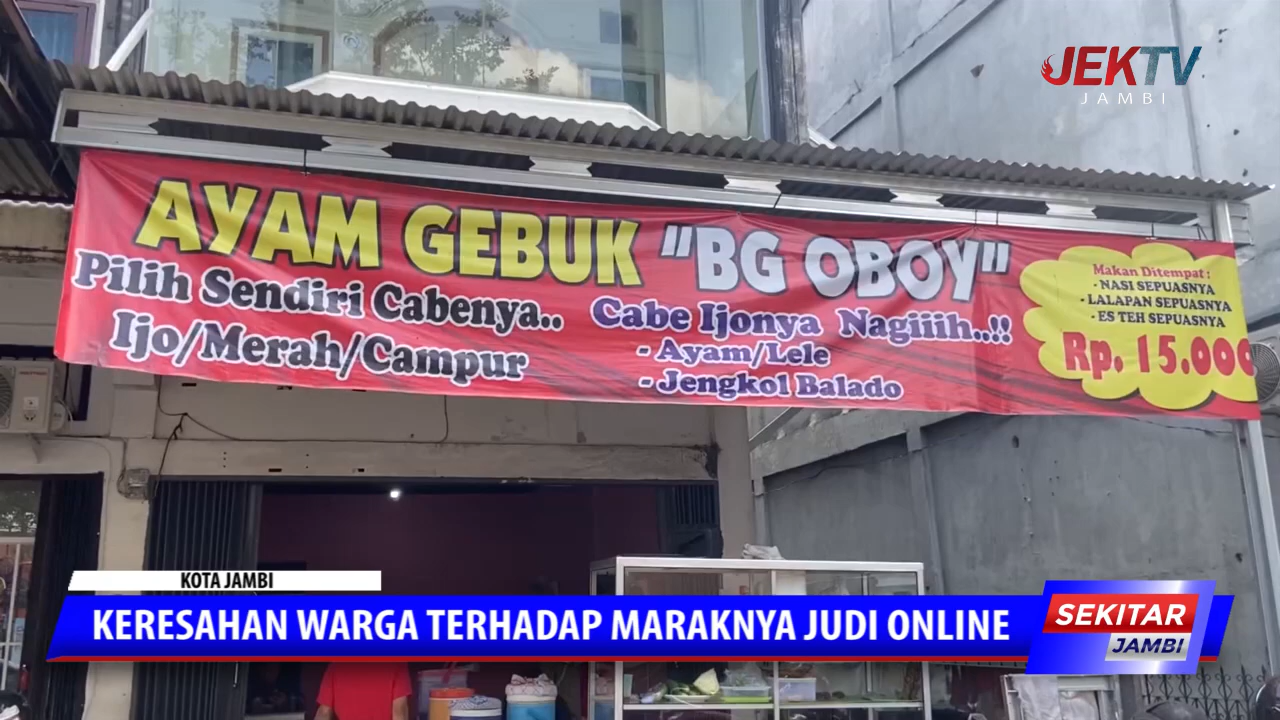 JEKTV
JAMBI
AYAM GEBUK "BG OBOY"
Pilih Sendiri Cabenya..
Ijo/Merah/Campur
Cabe Ijonya Nagiiih..!!
- Ayam/Lele
- Jengkol Balado
Makan Ditempat :
- NASI SEPUASNYA
- LALAPAN SEPUASNYA
- ES TEH SEPUASNYA
Rp. 15.000
KOTA JAMBI
KERESAHAN WARGA TERHADAP MARAKNYA JUDI ONLINE
SEKITAR
JAMBI